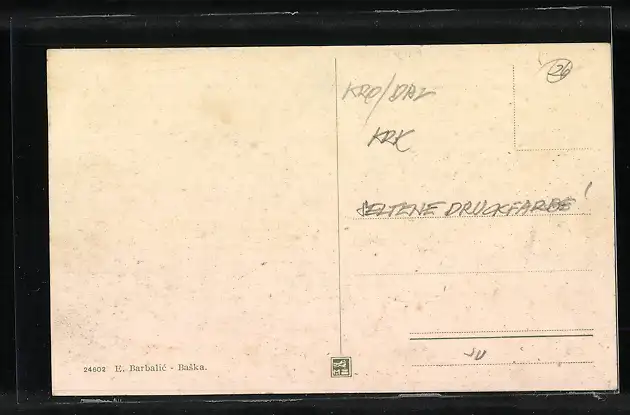 26
KRO/DAL
KRK
SELTENE DRUCKFARBE!
JU
24602 E. Barbalić - Baška.